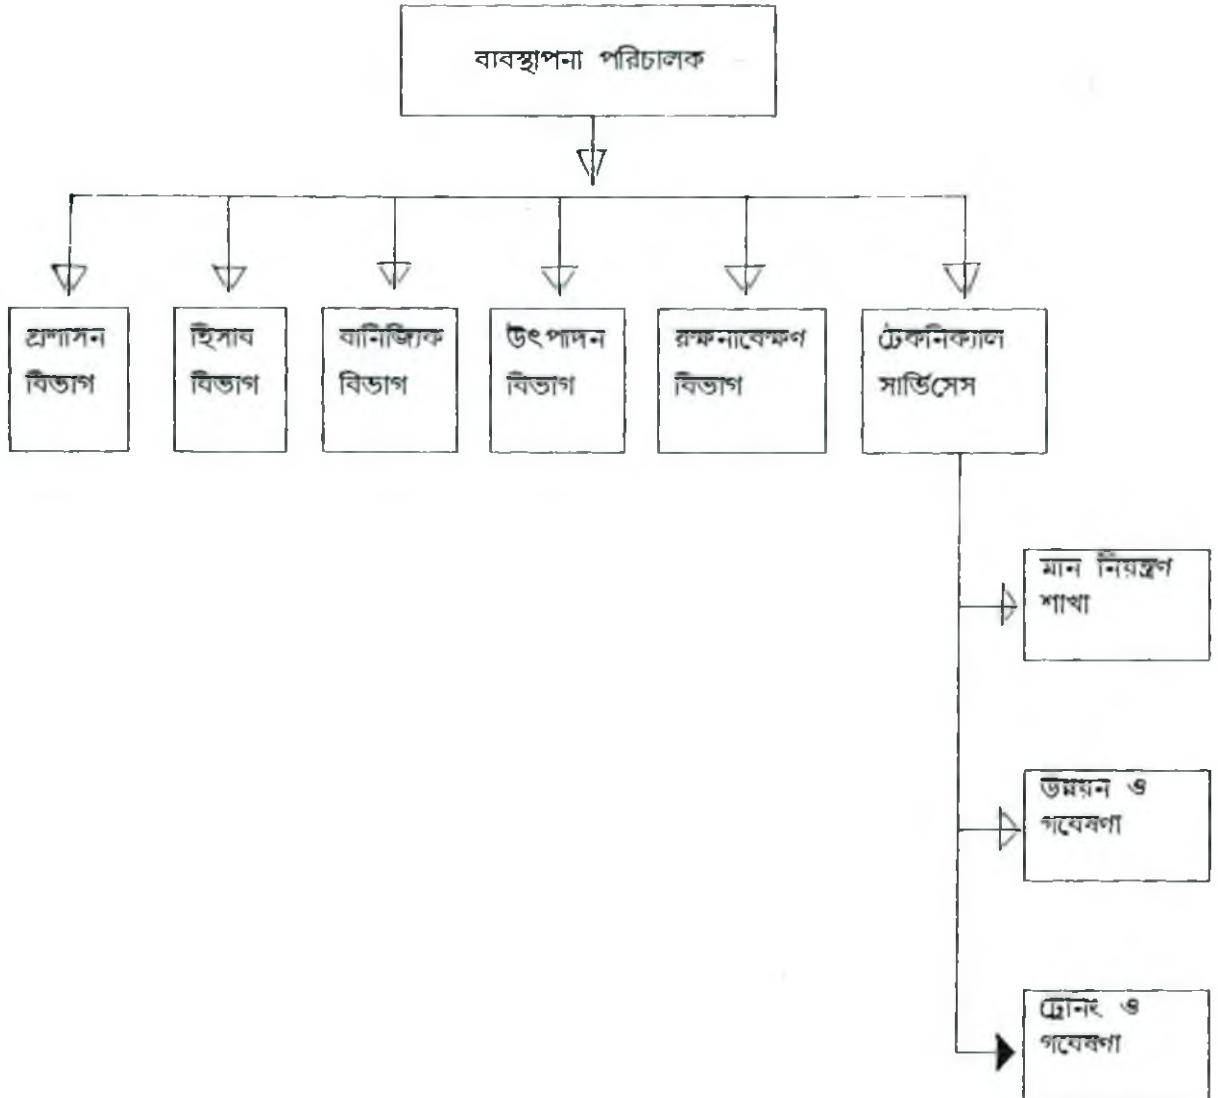 ব্যবস্থাপনা পরিচালক
প্রশাসন
বিভাগ
হিসাব
বিভাগ
বানিজ্যিক
বিভাগ
উৎপাদন
বিভাগ
রক্ষনাবেক্ষণ
বিভাগ
টেকনিক্যাল
সার্ভিসেস
মান নিয়ন্ত্রণ
শাখা
উন্নয়ন ও
গবেষণা
ট্রেনিং ও
গবেষণা